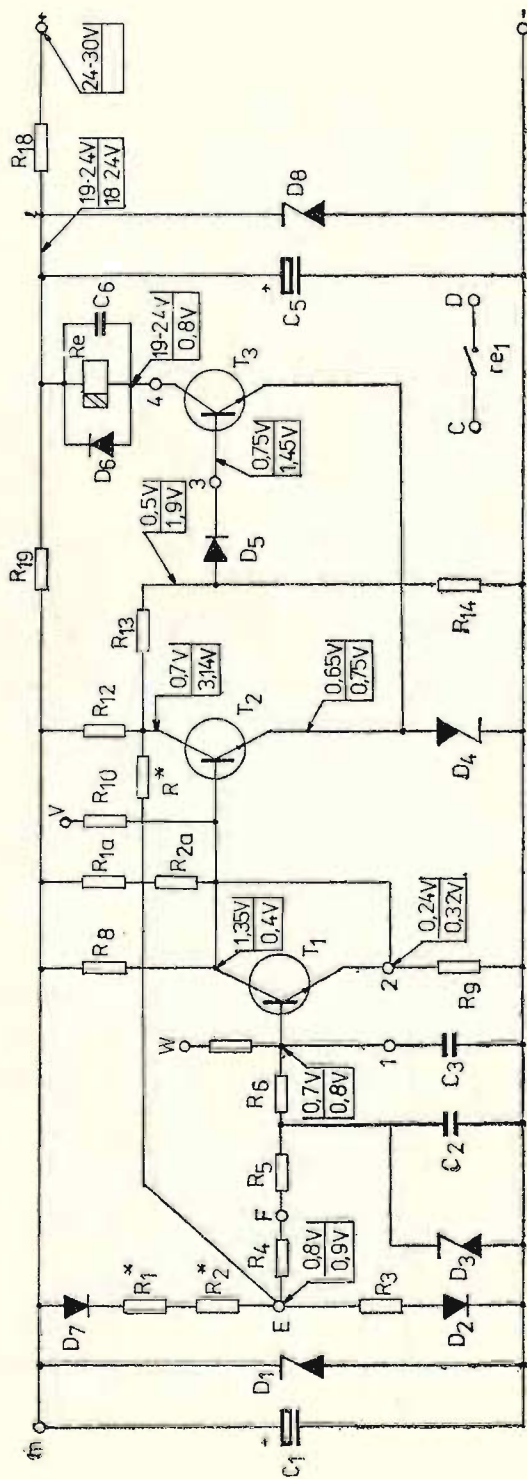 m
+
24-30V
R18
19-24V
18 24V
R19
D7
R1*
R2*
E
0,8V
0,9V
R3
D2
C1
+
D1
R4
F
R5
R6
D3
C2
C3
W
0,7V
0,8V
1
R8
1,35V
0,4V
T1
2
0,24V
0,32V
R9
R1a
R2a
V
R10
R12
R*
R13
0,7V
3,14V
T2
0,65V
0,75V
D4
0,5V
1,9V
D5
R14
3
0,75V
1,45V
T3
4
19-24V
0,8V
D6
Re
C6
C5
+
D8
C
D
re1
-